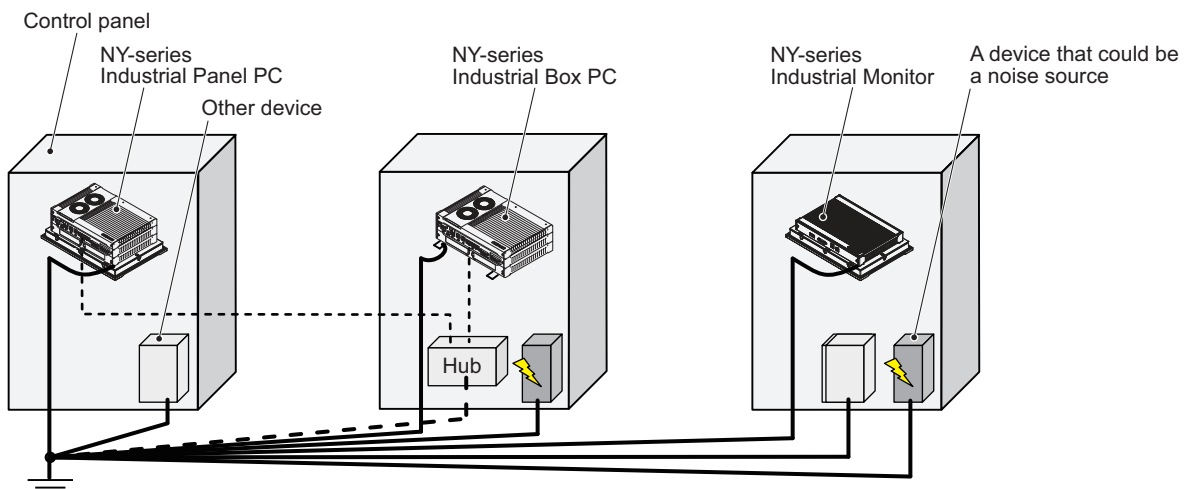 Control panel
NY-series
Industrial Panel PC
Other device
NY-series
Industrial Box PC
NY-series
Industrial Monitor
A device that could be
a noise source
Hub